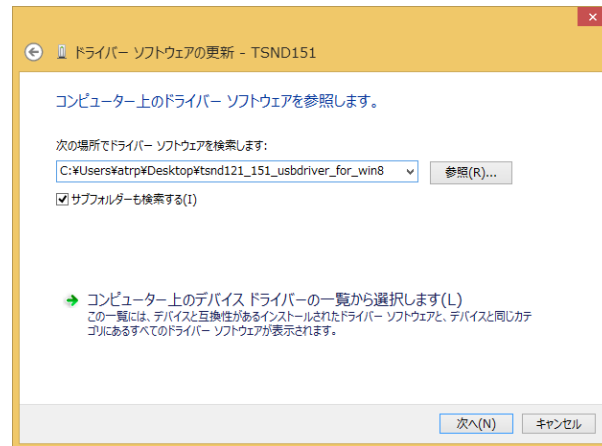 ドライバー ソフトウェアの更新 - TSND151
コンピューター上のドライバー ソフトウェアを参照します。
次の場所でドライバー ソフトウェアを検索します:
C:¥Users¥atrp¥Desktop¥tsnd121_151_usbdriver_for_win8
参照(R)...
サブフォルダーも検索する(I)
コンピューター上のデバイス ドライバーの一覧から選択します(L)
この一覧には、デバイスと互換性があるインストールされたドライバー ソフトウェアと、デバイスと同じカテ
ゴリにあるすべてのドライバー ソフトウェアが表示されます。
次へ(N)
キャンセル